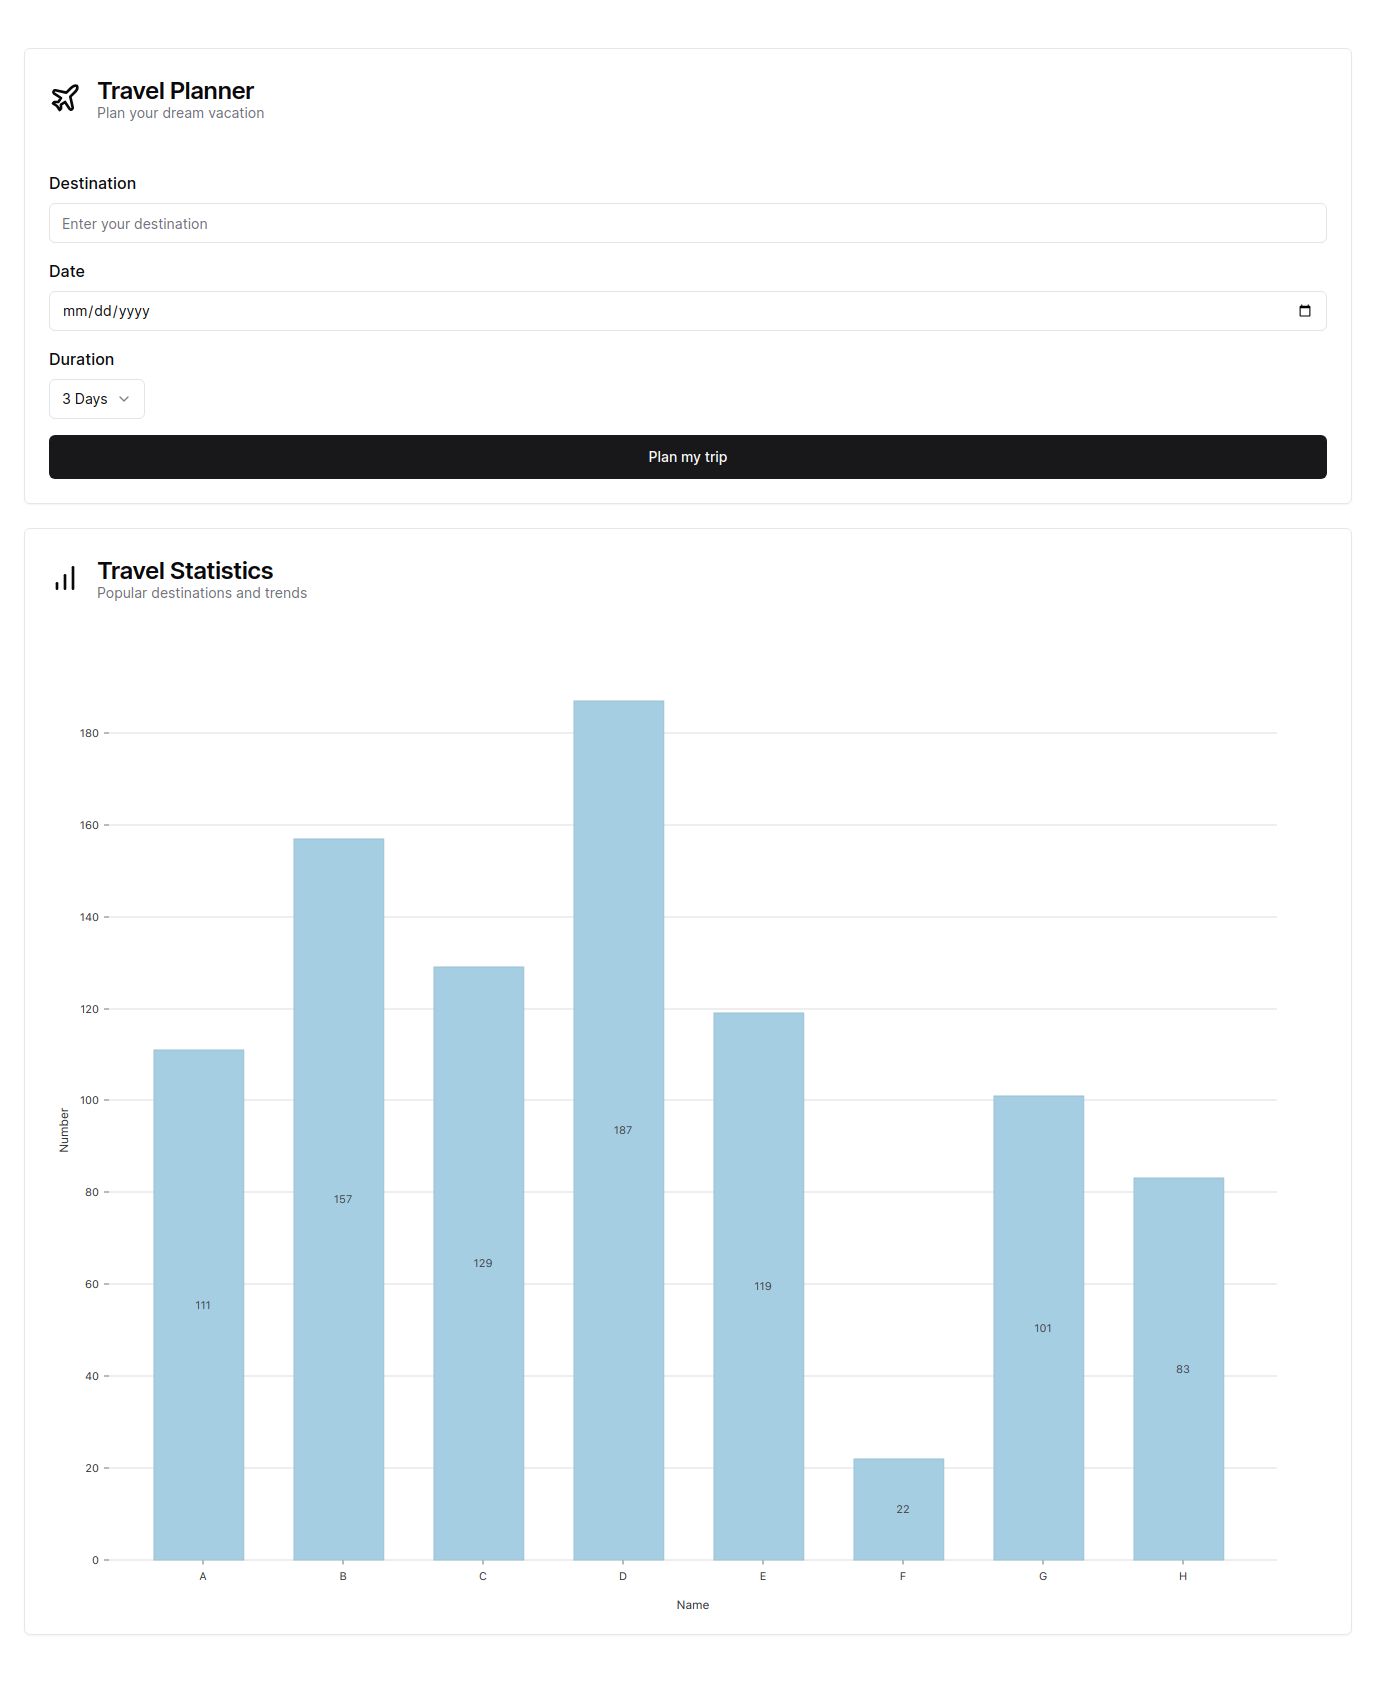 Travel Planner
Plan your dream vacation
Destination
Enter your destination
Date
mm/dd/yyyy
Duration
3 Days
Plan my trip
Travel Statistics
Popular destinations and trends
180
160
140
120
100
80
60
40
20
0
Number
111
157
129
187
119
22
101
83
A
B
C
D
E
F
G
H
Name